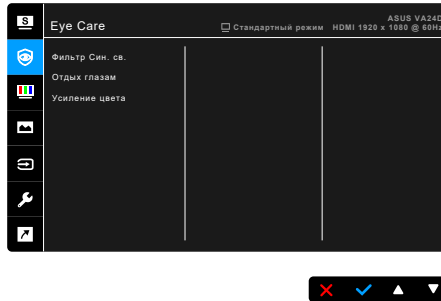 S
Eye Care
ASUS VA24D
Стандартный режим HDMI 1920 x 1080 @ 60Hz
Фильтр Син. св.
Отдых глазам
Усиление цвета